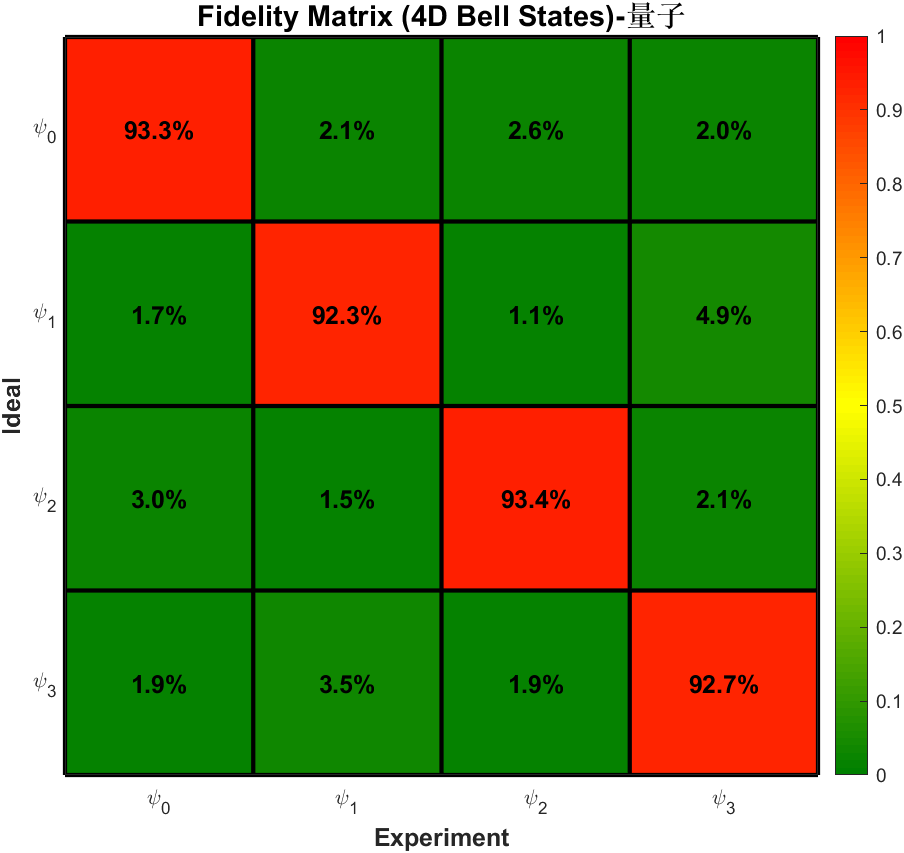 Fidelity Matrix (4D Bell States)-量子
Ideal
ψ0 93.3% 2.1% 2.6% 2.0%
ψ1 1.7% 92.3% 1.1% 4.9%
ψ2 3.0% 1.5% 93.4% 2.1%
ψ3 1.9% 3.5% 1.9% 92.7%
ψ0 ψ1 ψ2 ψ3
Experiment
1
0.9
0.8
0.7
0.6
0.5
0.4
0.3
0.2
0.1
0